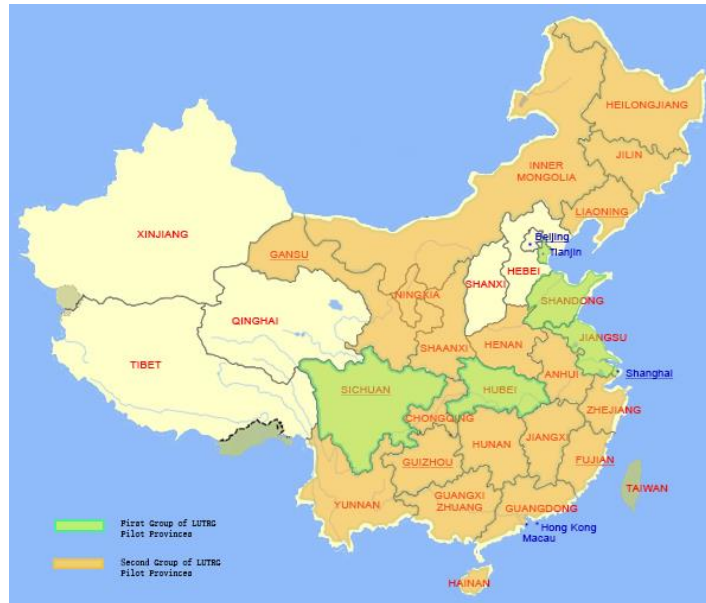 HEILONGJIANG
JILIN
INNER
MONGOLIA
LIAONING
Beijing
Tianjin
XINJIANG
GANSU
HEBEI
SHANXI
NINGXIA
SHANDONG
QINGHAI
JIANGSU
SHAANXI
HENAN
TIBET
SICHUAN
HUBEI
ANHUI
Shanghai
CHONGQING
ZHEJIANG
HUNAN
JIANGXI
GUIZHOU
FUJIAN
TAIWAN
YUNNAN
GUANGXI
ZHUANG
GUANGDONG
Hong Kong
Macau
HAINAN
Pirst Group of LUTRG
Pilot Provinces
Second Group of LUTRG
Pilot Provinces